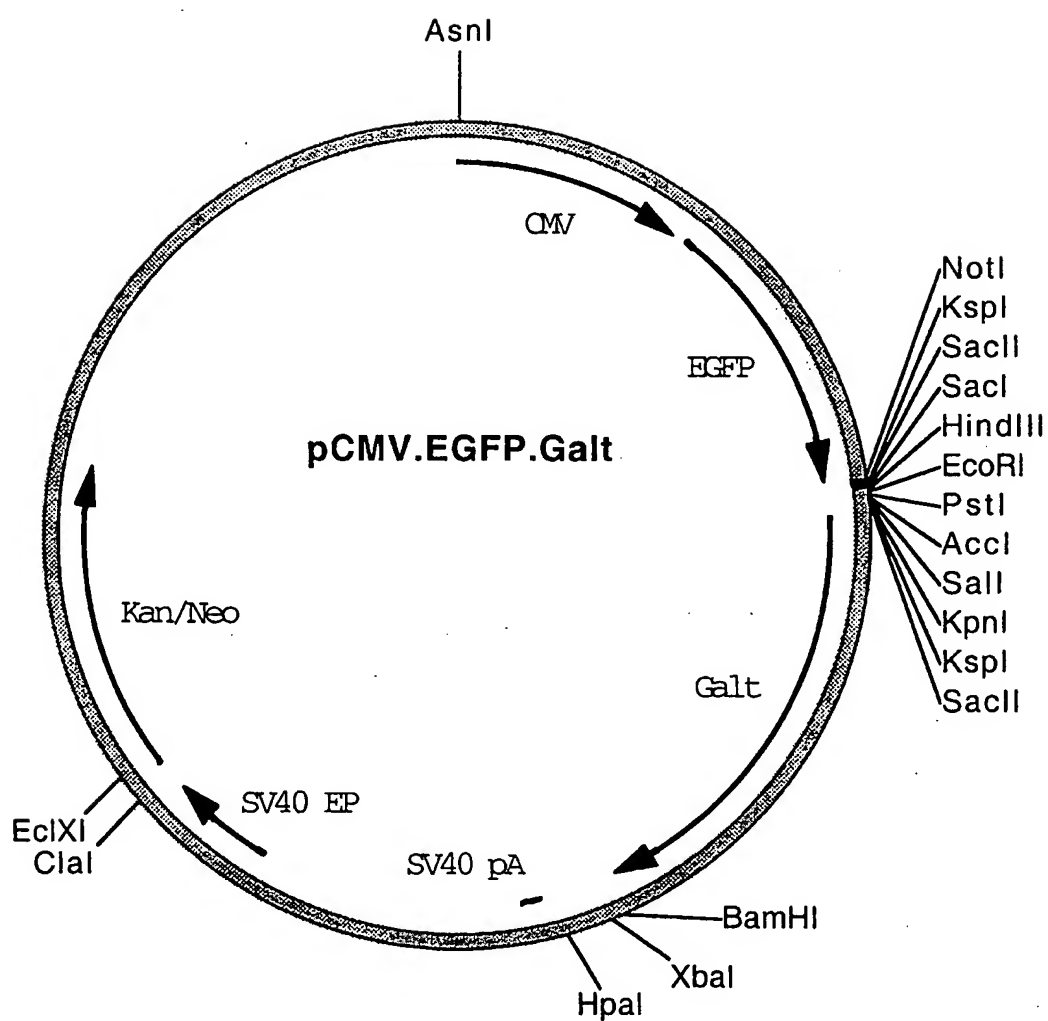 AsnI
CMV
NotI
KspI
SacII
SacI
HindIII
EcoRI
PstI
AccI
SalI
KpnI
KspI
SacII
EGFP
pCMV.EGFP.Galt
Kan/Neo
Galt
SV40 EP
EclXI
ClaI
SV40 pA
BamHI
XbaI
HpaI